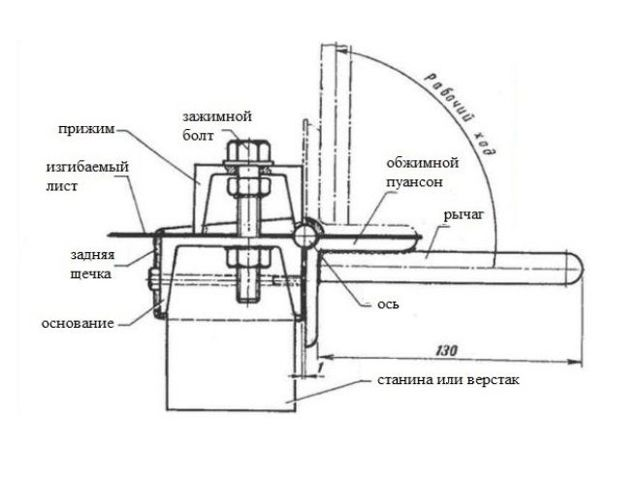 зажимной
болт
прижим
изгибаемый
лист
рабочий ход
обжимной
пуансон
рычаг
задняя
щечка
ось
основание
1
130
станина или верстак